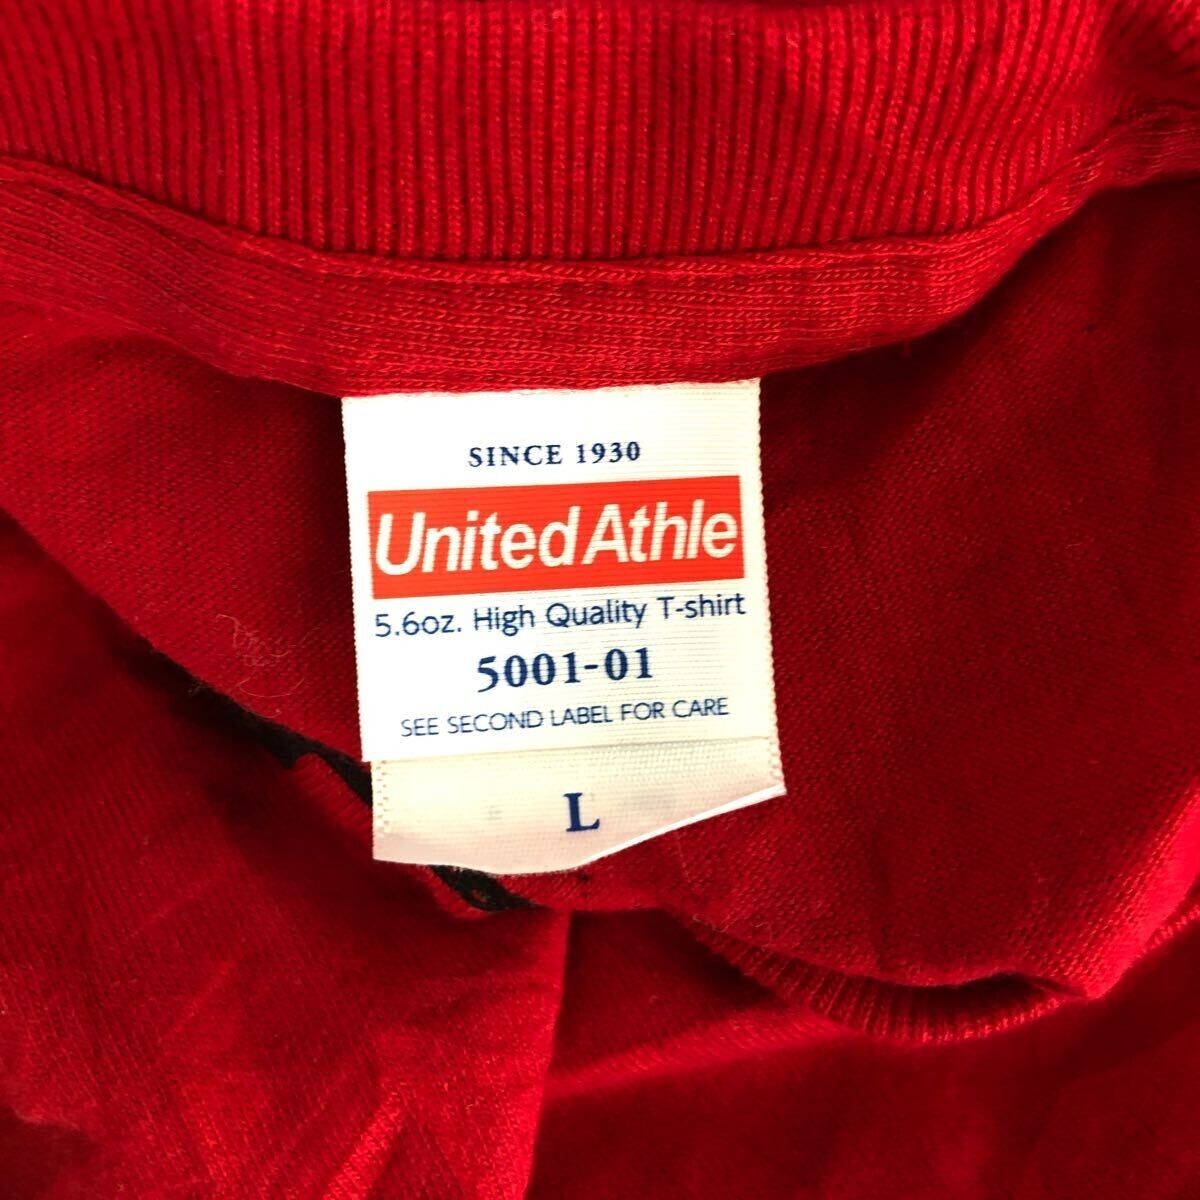 SINCE 1930
United Athle
5.6oz. High Quality T-shirt
5001-01
SEE SECOND LABEL FOR CARE
L